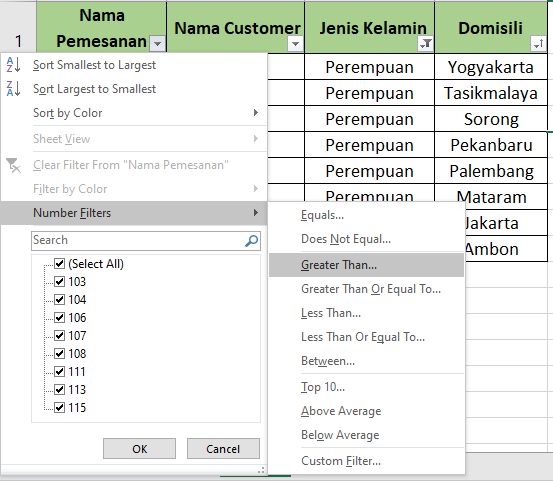 1
Nama Pemesanan
Nama Customer
Jenis Kelamin
Domisili
Perempuan Yogyakarta
Perempuan Tasikmalaya
Perempuan Sorong
Perempuan Pekanbaru
Perempuan Palembang
Perempuan Mataram
Jakarta
Ambon
Sort Smallest to Largest
Sort Largest to Smallest
Sort by Color
Sheet View
Clear Filter From "Nama Pemesanan"
Filter by Color
Number Filters
Search
(Select All)
103
104
106
107
108
111
113
115
OK Cancel
Equals...
Does Not Equal...
Greater Than...
Greater Than Or Equal To...
Less Than...
Less Than Or Equal To...
Between...
Top 10...
Above Average
Below Average
Custom Filter...